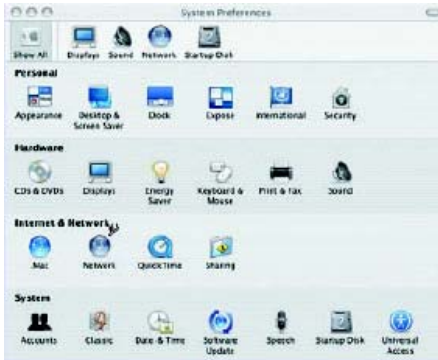 System Preferences
Show All Displays Sound Network Startup Disk
Personal
Appearance Desktop & Screen Saver Dock Expose International Security
Hardware
CDs & DVDs Displays Energy Saver Keyboard & Mouse Print & Fax Sound
Internet & Network
.Mac Network QuickTime Sharing
System
Accounts Classic Date & Time Software Update Speech Startup Disk Universal Access